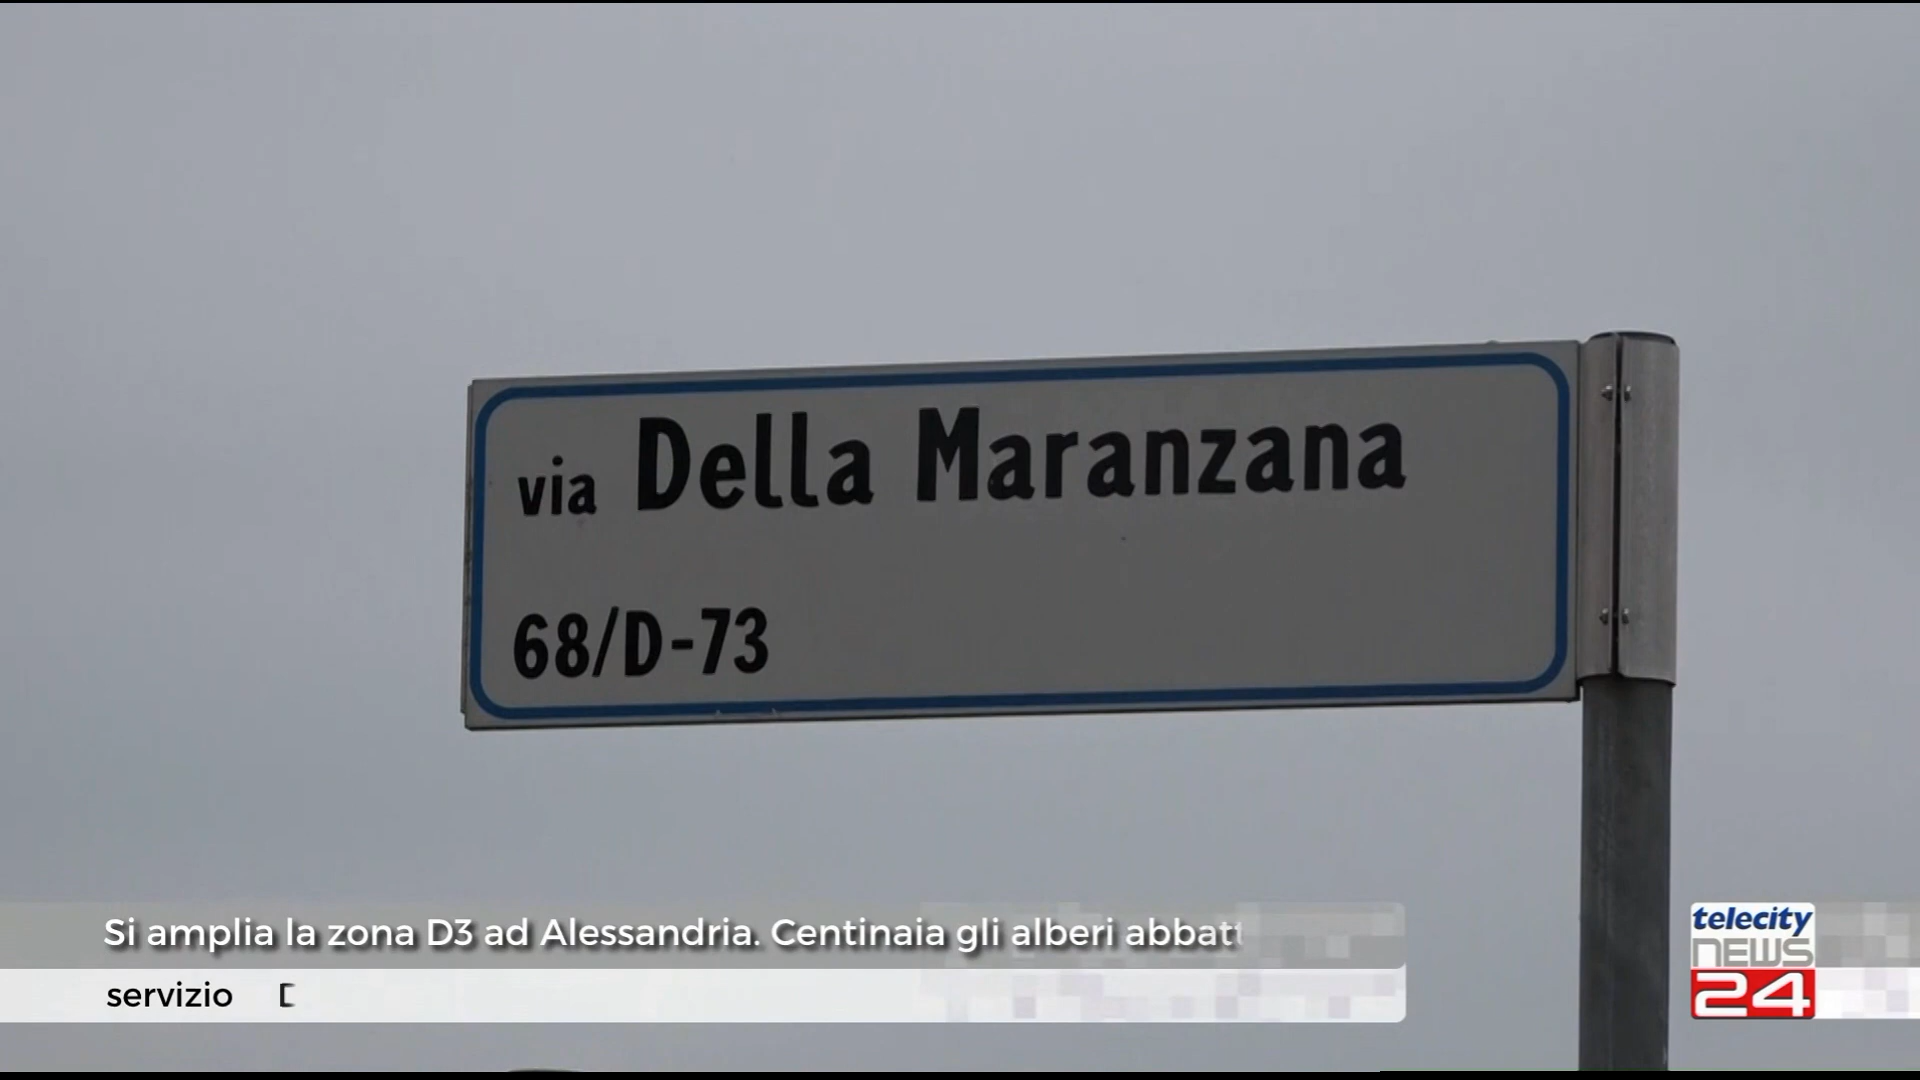 via Della Maranzana
68/D-73
Si amplia la zona D3 ad Alessandria. Centinaia gli alberi
servizio
telecity
NEWS
24